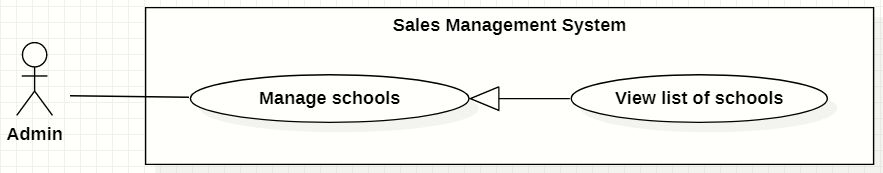 Sales Management System
Manage schools
View list of schools
Admin